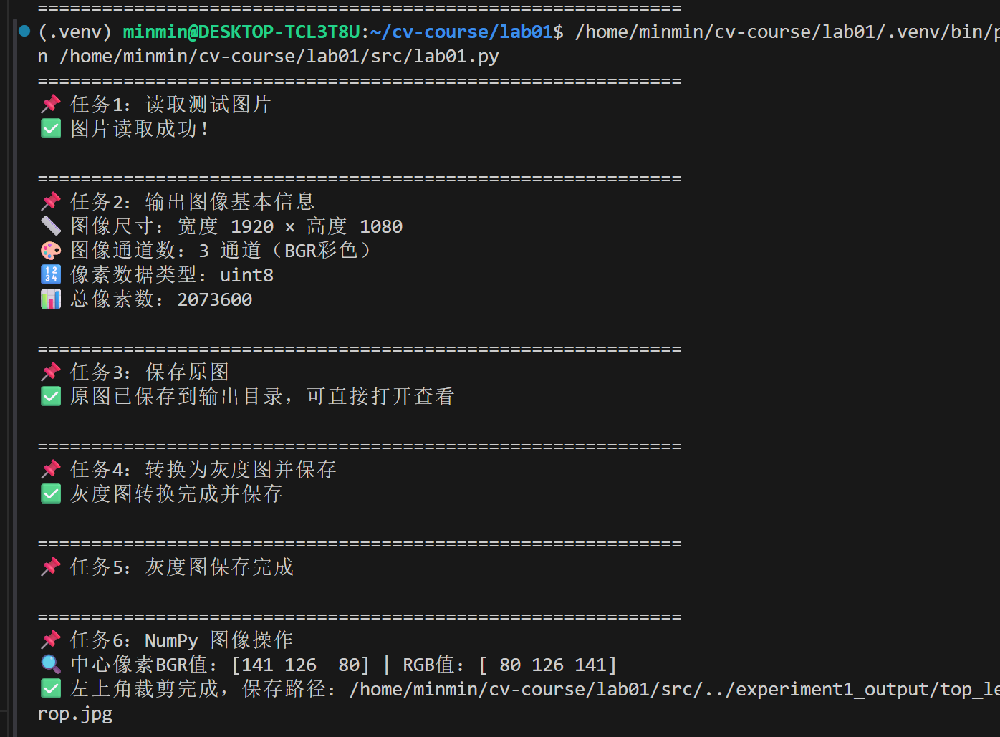 ============================================================
(.venv) minmin@DESKTOP-TCL3T8U:~/cv-course/lab01$ /home/minmin/cv-course/lab01/.venv/bin/p
n /home/minmin/cv-course/lab01/src/lab01.py
============================================================
📌 任务1：读取测试图片
✅ 图片读取成功！
============================================================
📌 任务2：输出图像基本信息
📏 图像尺寸：宽度 1920 × 高度 1080
🎨 图像通道数：3 通道（BGR彩色）
🔢 像素数据类型：uint8
📊 总像素数：2073600
============================================================
📌 任务3：保存原图
✅ 原图已保存到输出目录，可直接打开查看
============================================================
📌 任务4：转换为灰度图并保存
✅ 灰度图转换完成并保存
============================================================
📌 任务5：灰度图保存完成
============================================================
📌 任务6：NumPy 图像操作
🔍 中心像素BGR值：[141 126  80] | RGB值：[ 80 126 141]
✅ 左上角裁剪完成，保存路径：/home/minmin/cv-course/lab01/src/../experiment1_output/top_le
rop.jpg